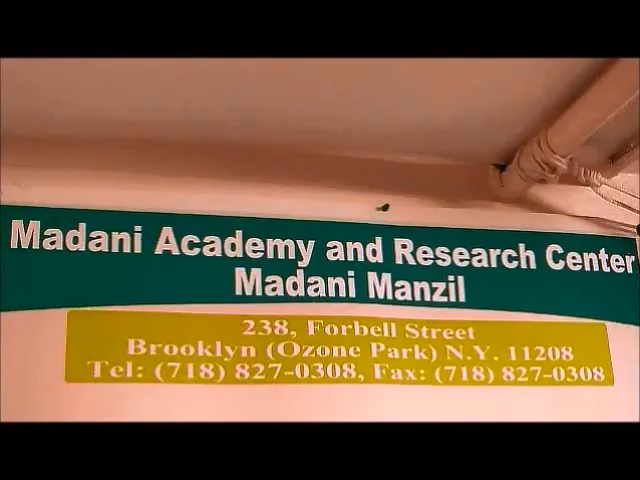 Madani Academy and Research Center
Madani Manzil
238, Forbell Street
Brooklyn (Ozone Park) N.Y. 11208
Tel: (718) 827-0308, Fax: (718) 827-0308